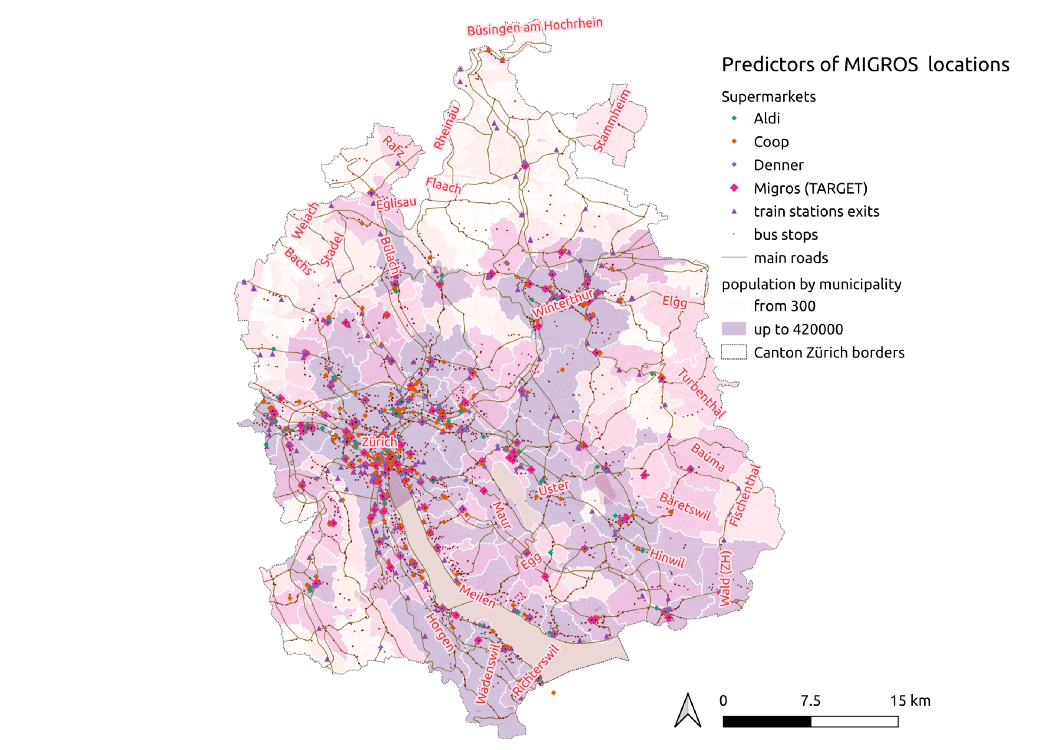 Büsingen am Hochrhein
Predictors of MIGROS locations
Supermarkets
Aldi
Coop
Denner
Migros (TARGET)
train stations exits
bus stops
main roads
population by municipality
from 300
up to 420000
Canton Zürich borders
Stammheim
Rheinau
Rafz
Flaach
Eglisau
Weiach
Stadel
Bachs
Bülach
Winterthur
Elgg
Turbenthal
Zürich
Bauma
Fischenthal
Uster
Bäretswil
Maur
Egg
Hinwil
Wald (ZH)
Meilen
Horgen
Wädenswil
Richterswil
0 7.5 15 km